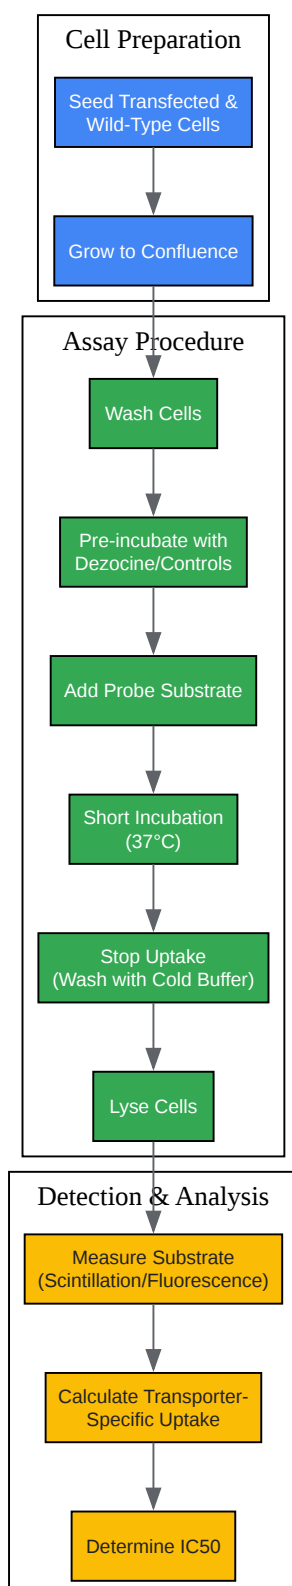 Cell Preparation
Seed Transfected &
Wild-Type Cells
Grow to Confluence
Assay Procedure
Wash Cells
Pre-incubate with
Dezocine/Controls
Add Probe Substrate
Short Incubation
(37°C)
Stop Uptake
(Wash with Cold Buffer)
Lyse Cells
Detection & Analysis
Measure Substrate
(Scintillation/Fluorescence)
Calculate Transporter-
Specific Uptake
Determine IC50